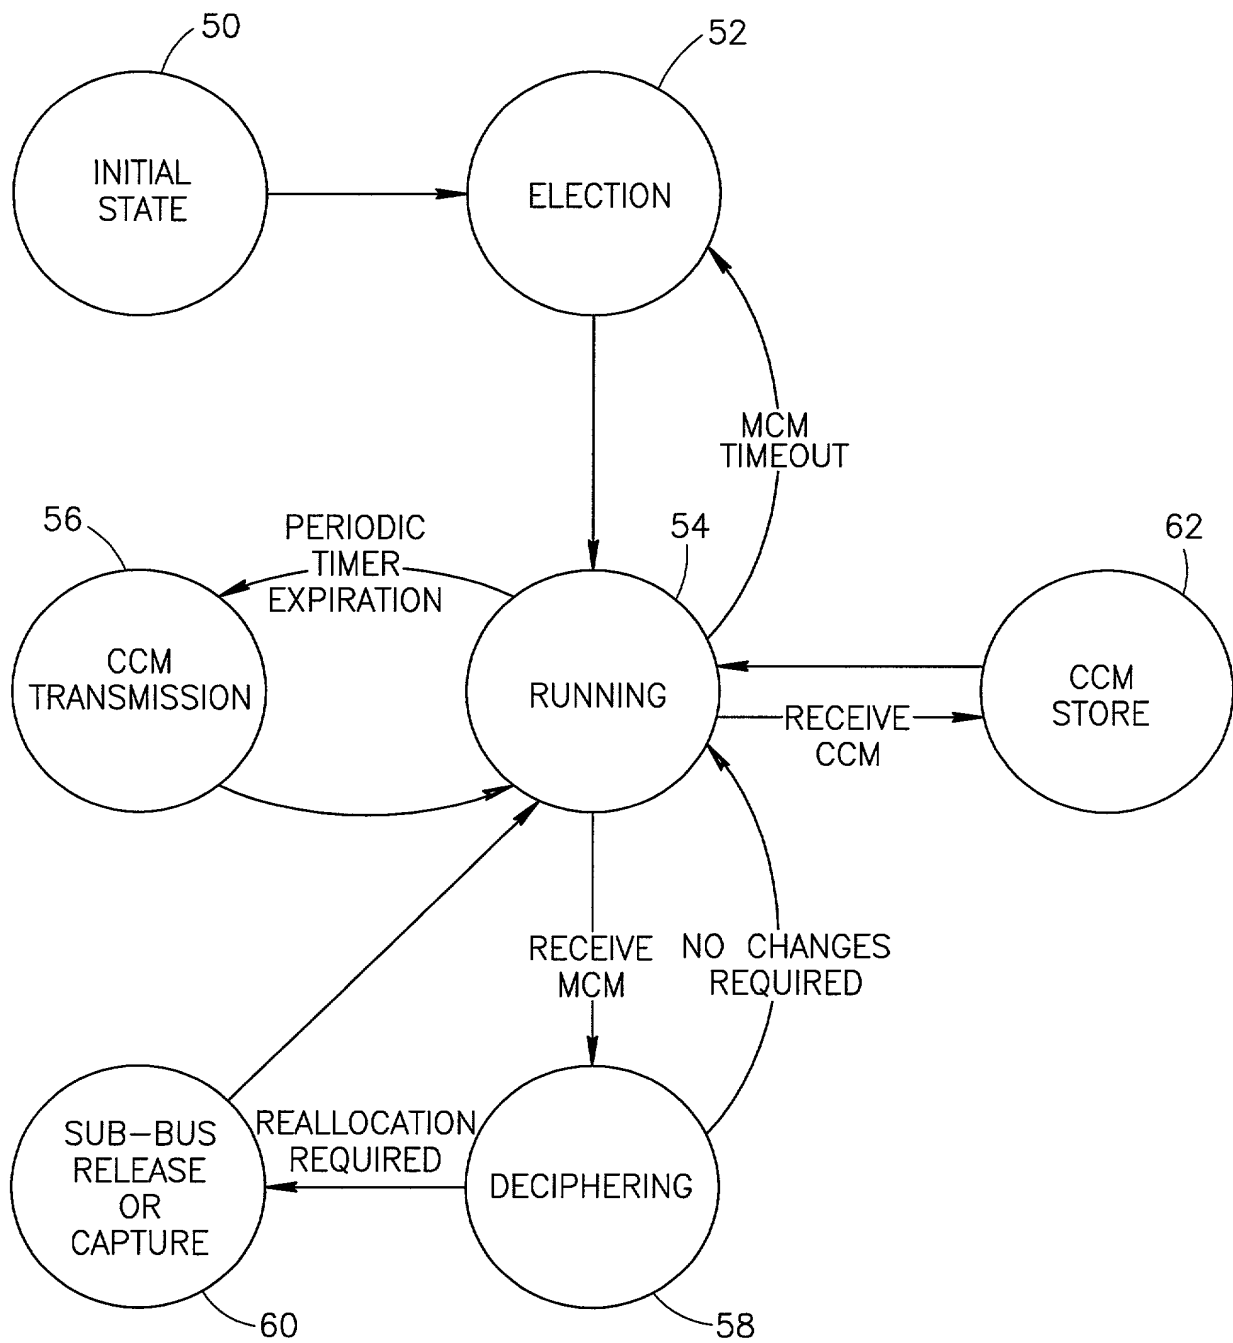 50
52
INITIAL
STATE
ELECTION
MCM
TIMEOUT
56
PERIODIC
TIMER
EXPIRATION
54
62
CCM
TRANSMISSION
RUNNING
RECEIVE
CCM
CCM
STORE
RECEIVE
MCM
NO CHANGES
REQUIRED
REALLOCATION
REQUIRED
SUB-BUS
RELEASE
OR
CAPTURE
DECIPHERING
60
58